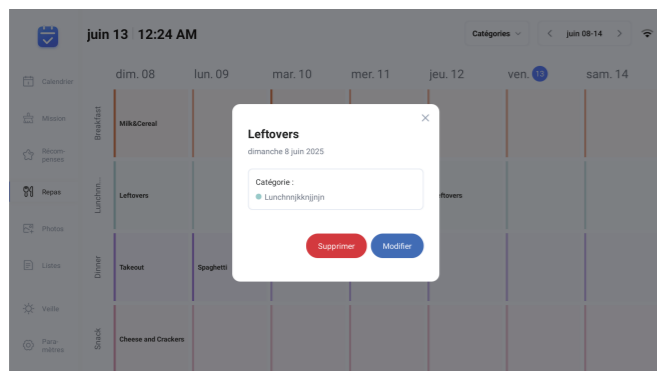 juin 13 12:24 AM
Catégories
juin 08-14
dim. 08 lun. 09 mar. 10 mer. 11 jeu. 12 ven. 13 sam. 14
Calendrier
Mission
Récom-
penses
Repas
Photos
Listes
Veille
Para-
mètres
Breakfast
Milk&Cereal
Lunchnn...
Leftovers
ftovers
Dinner
Takeout
Spaghetti
Snack
Cheese and Crackers
Leftovers
dimanche 8 juin 2025
Catégorie :
Lunchnnjkknjjnjn
Supprimer
Modifier